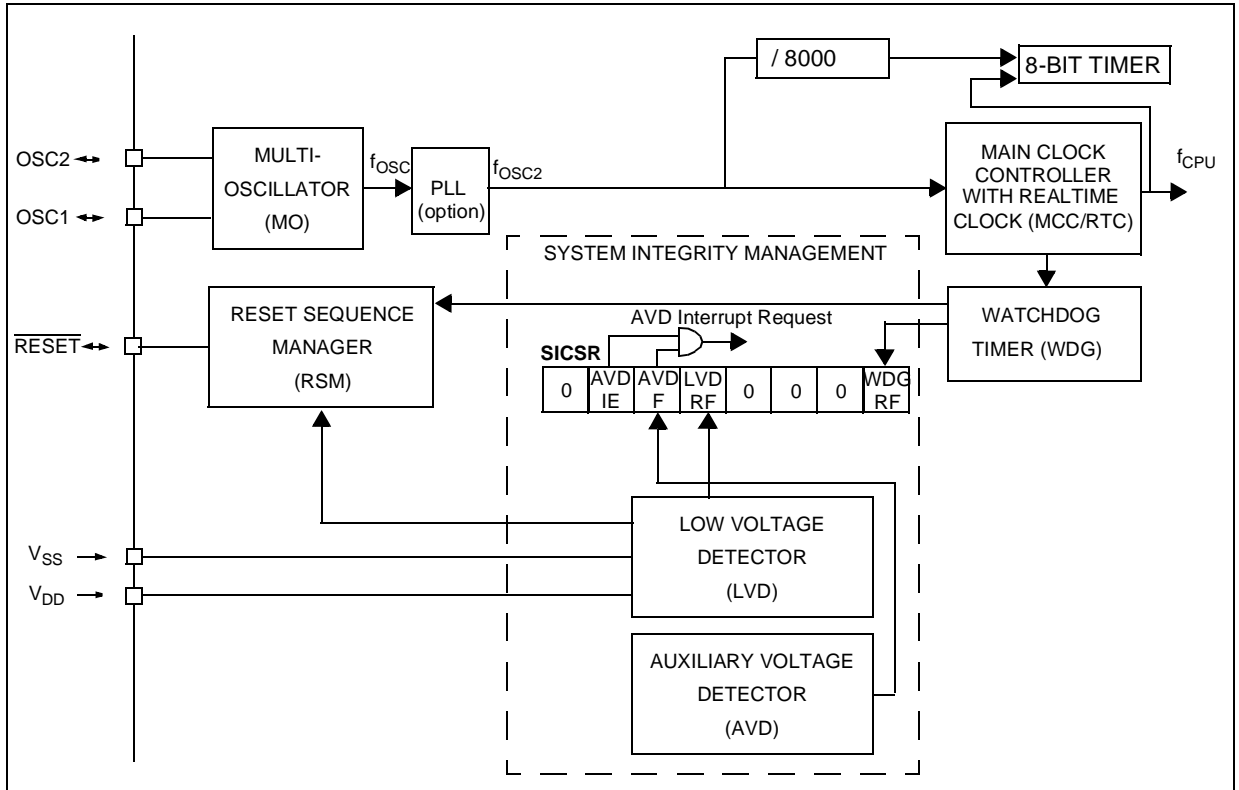 / 8000
8-BIT TIMER
OSC2
OSC1
MULTI-
OSCILLATOR
(MO)
fOSC
PLL
(option)
fOSC2
MAIN CLOCK
CONTROLLER
WITH REALTIME
CLOCK (MCC/RTC)
fCPU
SYSTEM INTEGRITY MANAGEMENT
RESET
RESET SEQUENCE
MANAGER
(RSM)
AVD Interrupt Request
WATCHDOG
TIMER (WDG)
SICSR
0 AVD IE AVD F LVD RF 0 0 0 WDG RF
LOW VOLTAGE
DETECTOR
(LVD)
VSS
VDD
AUXILIARY VOLTAGE
DETECTOR
(AVD)